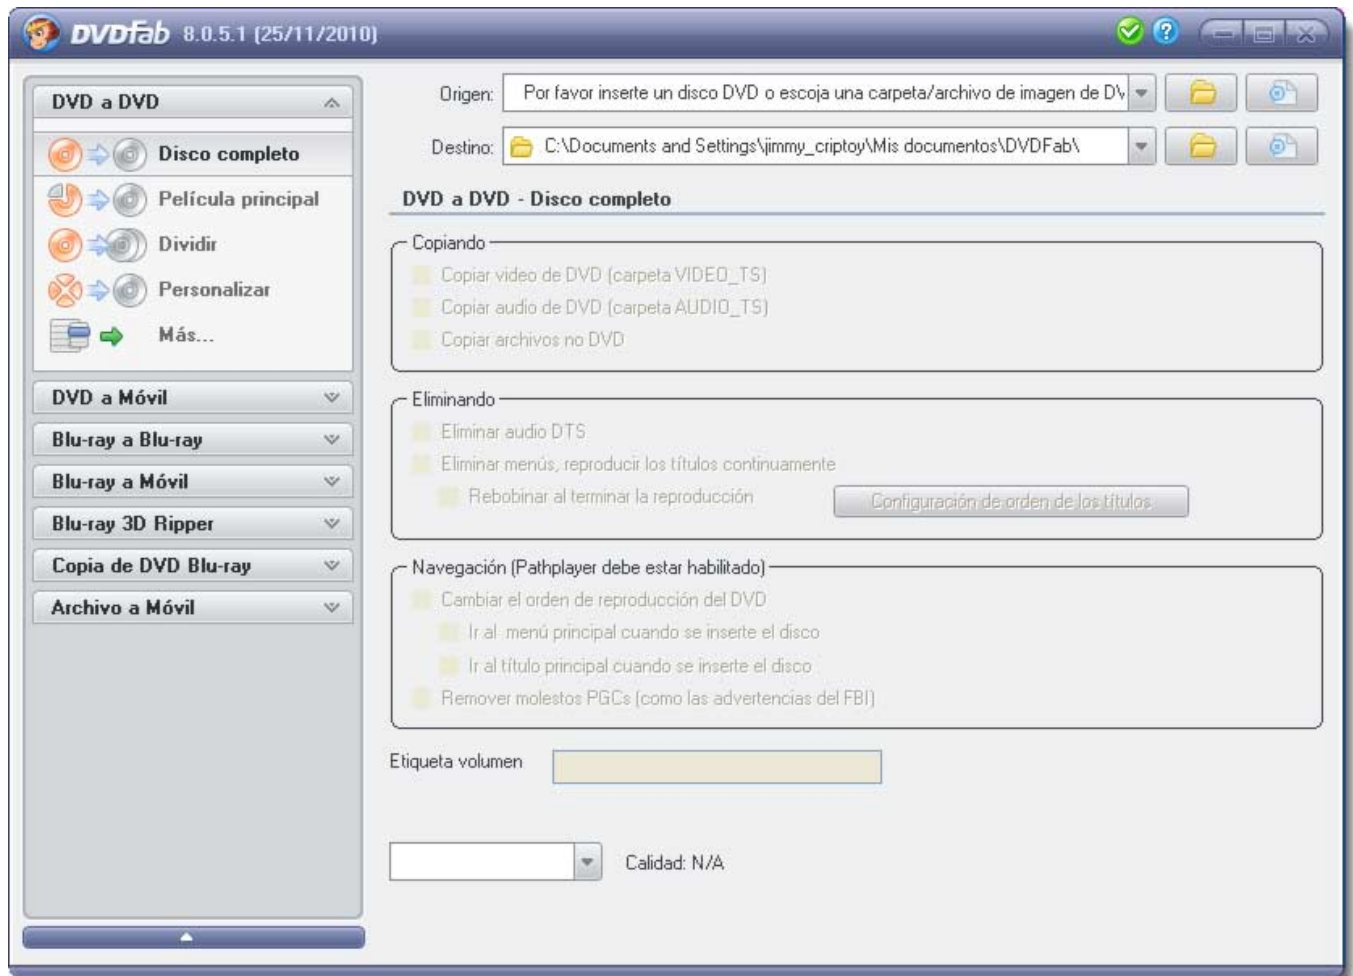 DVDFab 8.0.5.1 (25/11/2010)
DVD a DVD
Disco completo
Película principal
Dividir
Personalizar
Más...
DVD a Móvil
Blu-ray a Blu-ray
Blu-ray a Móvil
Blu-ray 3D Ripper
Copia de DVD Blu-ray
Archivo a Móvil
Origen: Por favor inserte un disco DVD o escoja una carpeta/archivo de imagen de
Destino: C:\Documents and Settings\jimmy_criptoy\Mis documentos\DVDFab\
DVD a DVD - Disco completo
Copiando
Copiar video de DVD (carpeta VIDEO_TS)
Copiar audio de DVD (carpeta AUDIO_TS)
Copiar archivos no DVD
Eliminando
Eliminar audio DTS
Eliminar menús, reproducir los títulos continuamente
Rebobinar al terminar la reproducción
Configuración de orden de los títulos
Navegación (Pathplayer debe estar habilitado)
Cambiar el orden de reproducción del DVD
Ir al menú principal cuando se inserte el disco
Ir al título principal cuando se inserte el disco
Remover molestos PGCs (como las advertencias del FBI)
Etiqueta volumen
Calidad: N/A